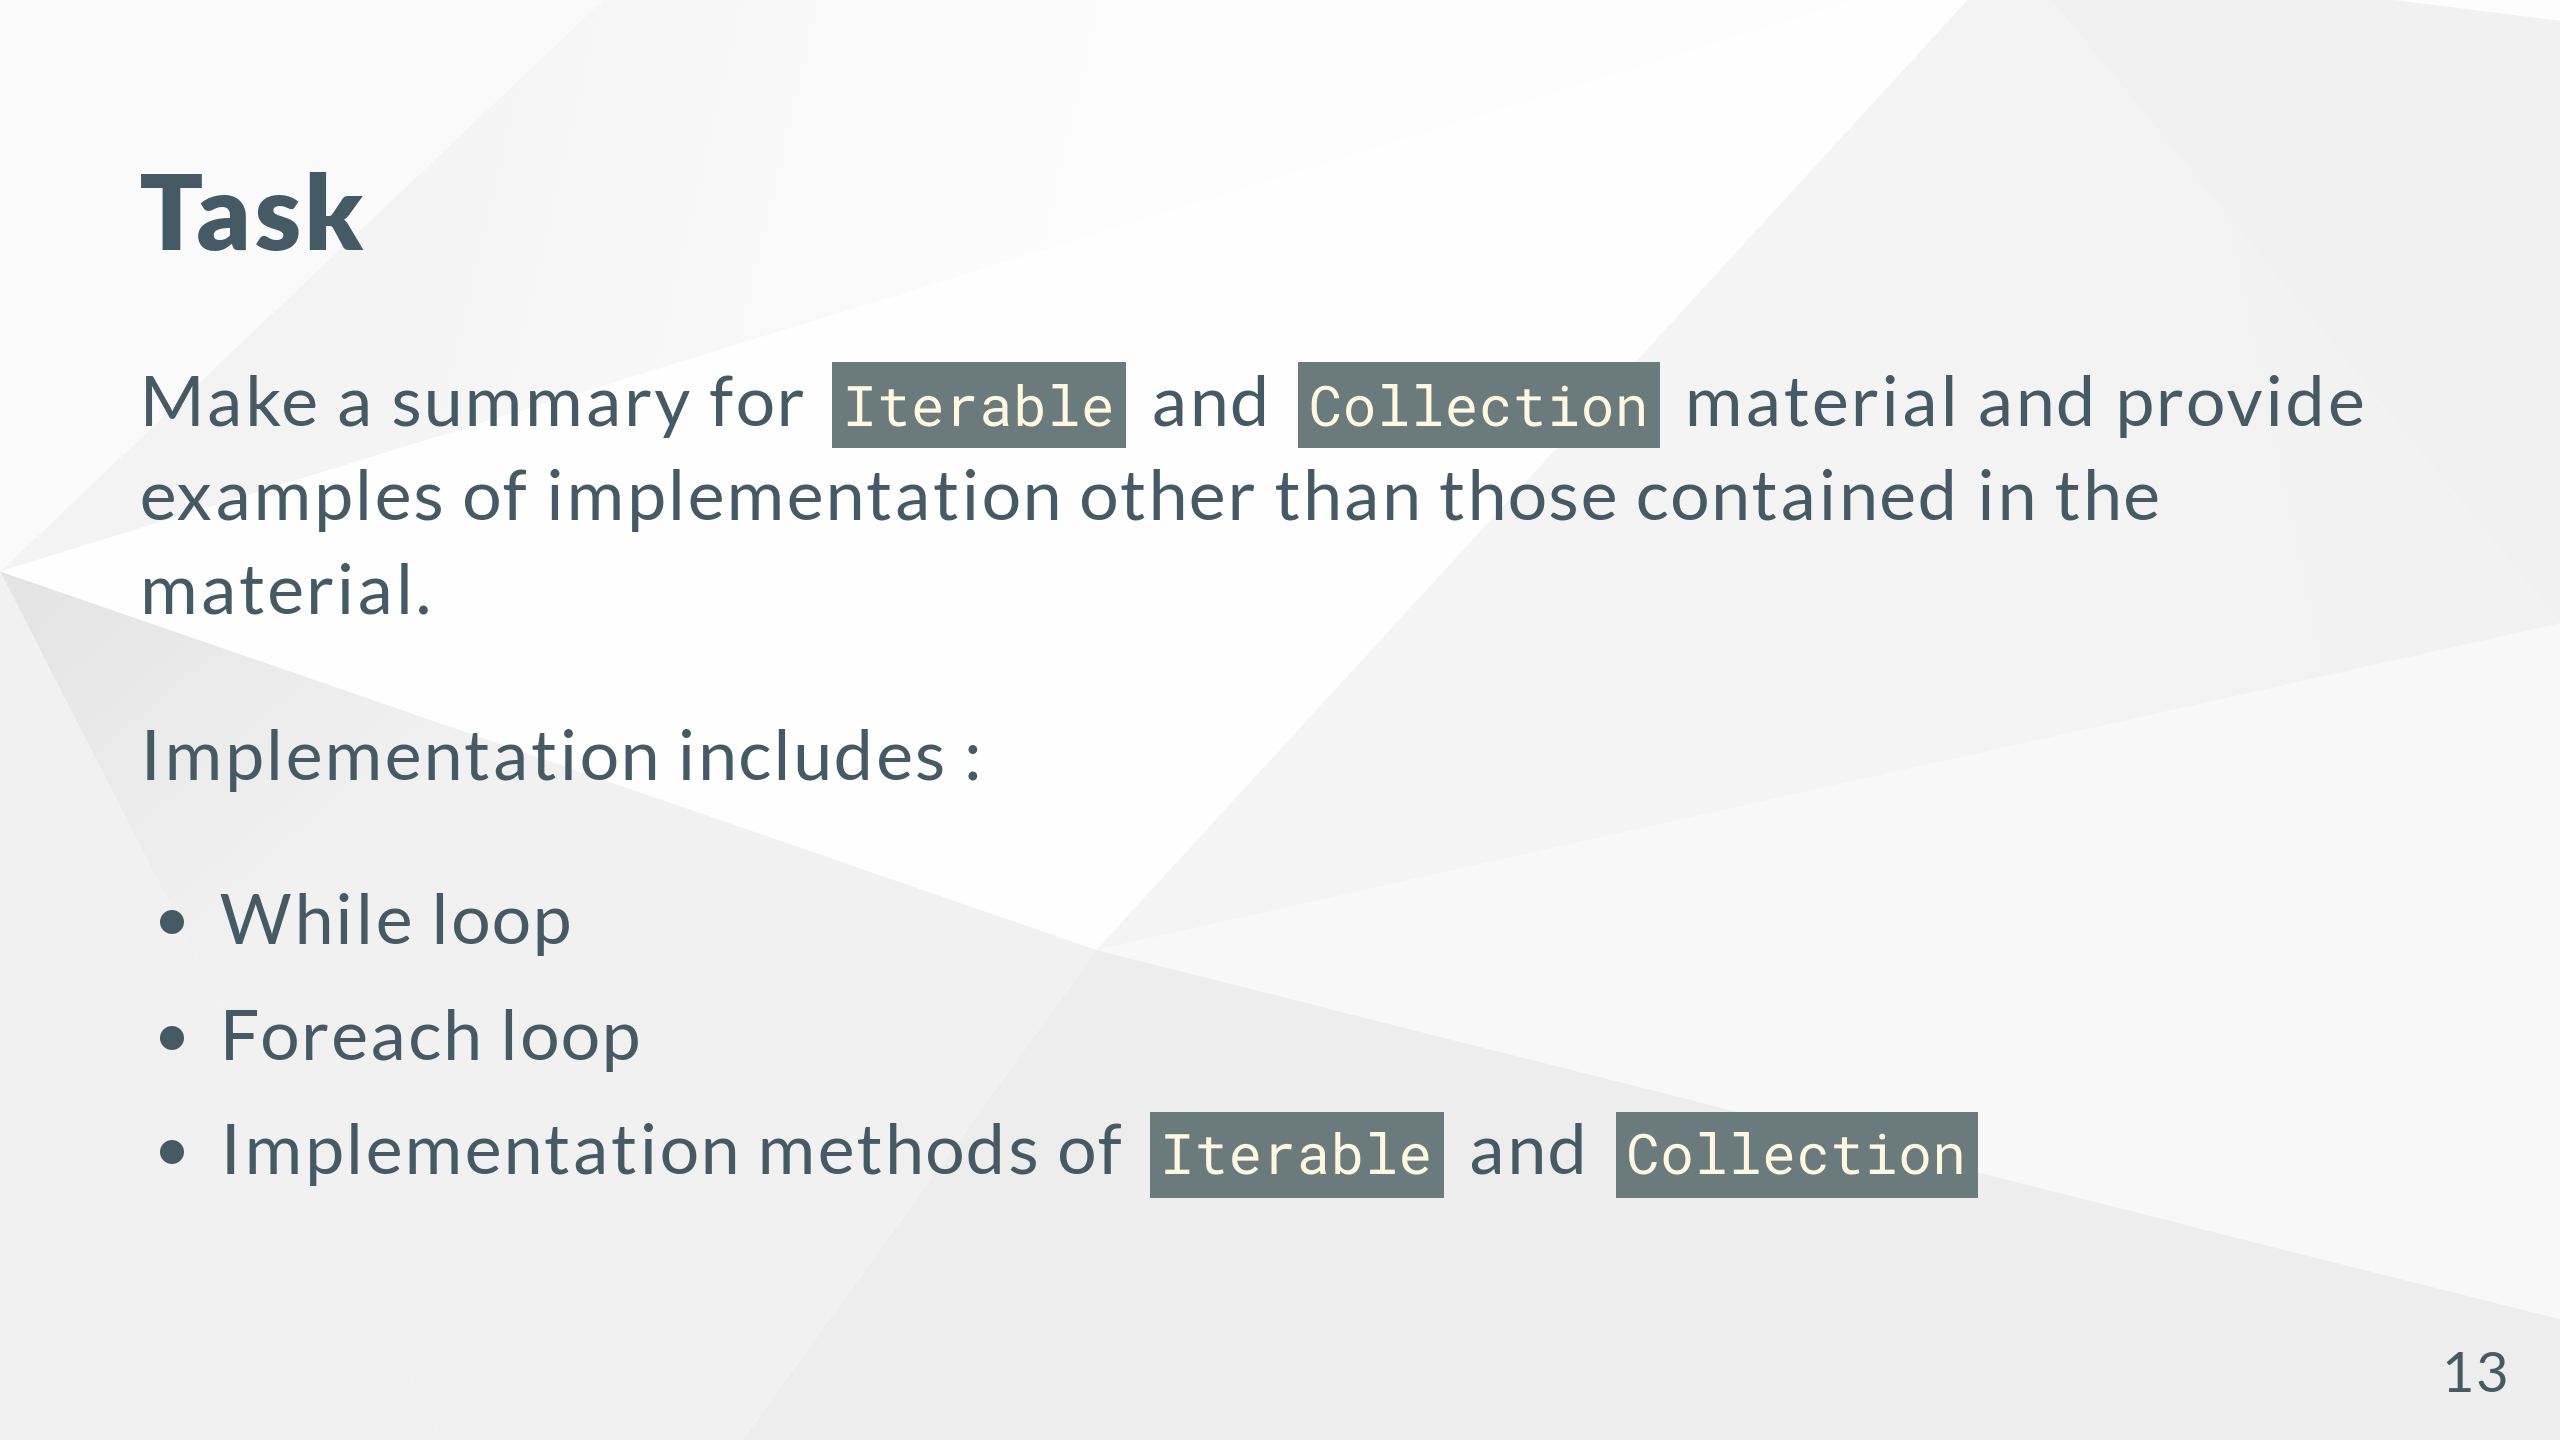 Task
Make a summary for Iterable and Collection material and provide
examples of implementation other than those contained in the
material.
Implementation includes :
• While loop
• Foreach loop
• Implementation methods of Iterable and Collection
13